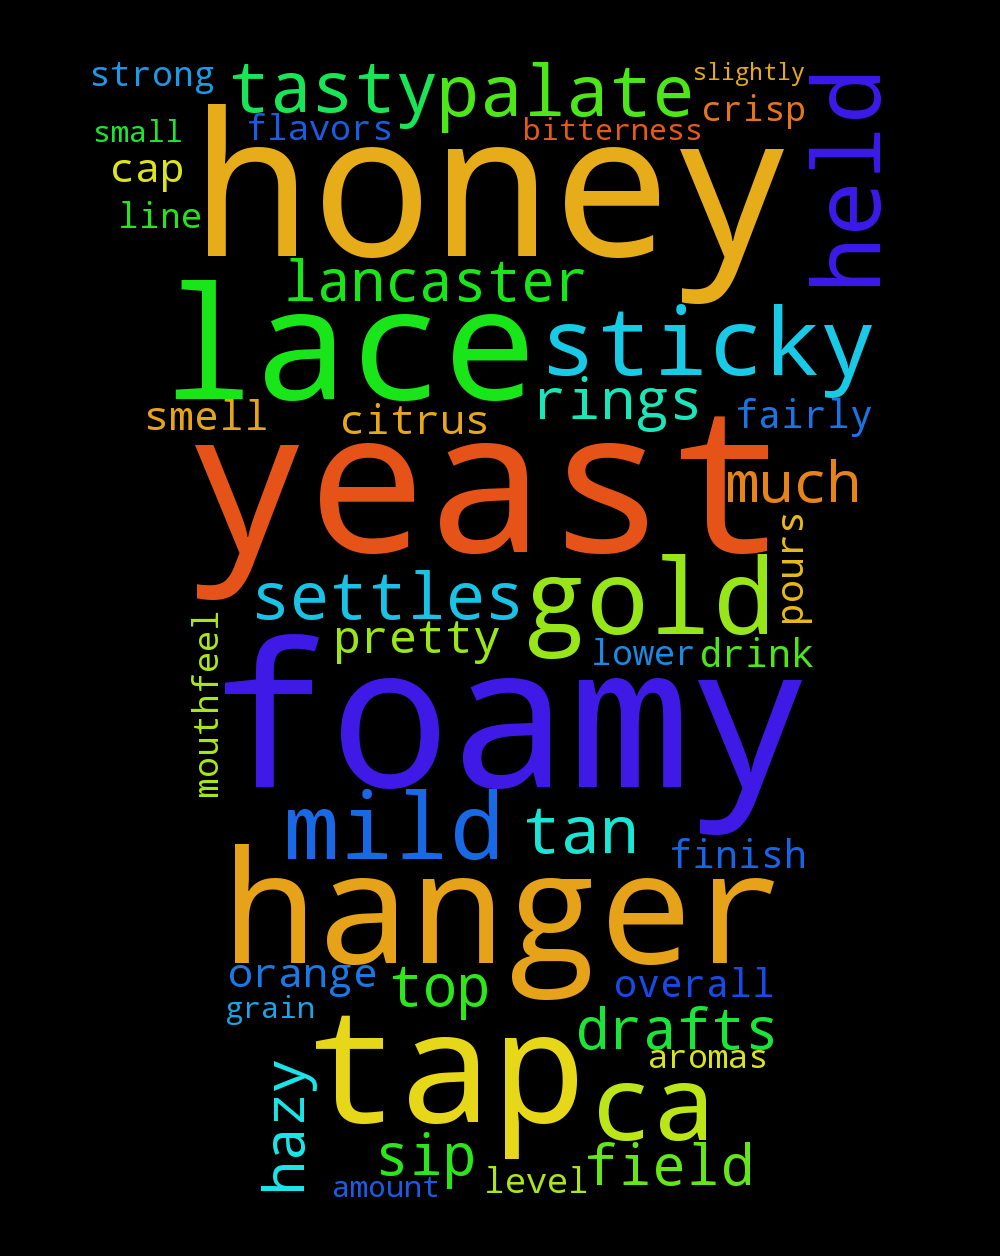 strong
tasty
palate
slightly
crisp
held
small
flavors
bitterness
cap
honey
line
lancaster
lace
sticky
rings
smell
citrus
fairly
yeast
much
pours
settles
gold
pretty
lower
drink
mouthfeel
foamy
mild
tan
finish
hanger
orange
top
overall
grain
drafts
tap
aromas
hazy
ca
sip
field
level
amount